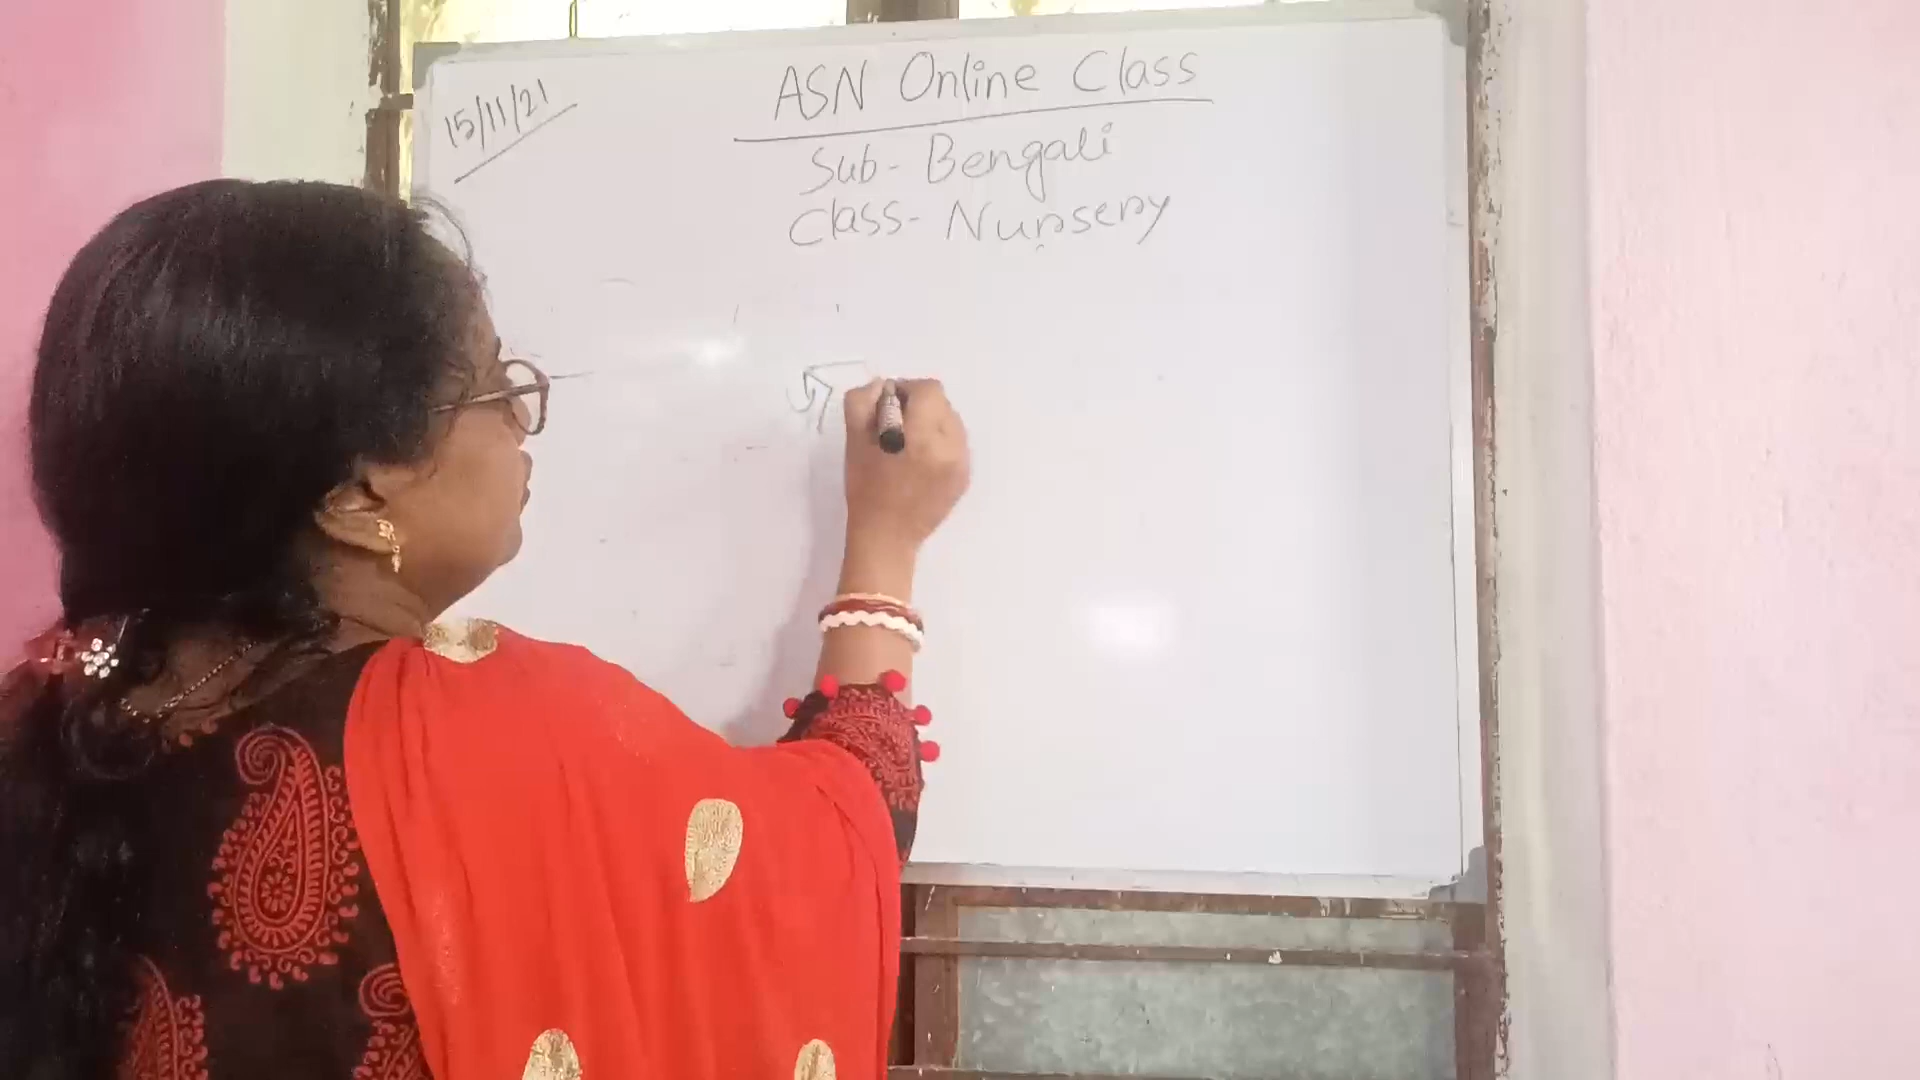 15/11/21
ASN Online Class
Sub- Bengali
Class- Nursery